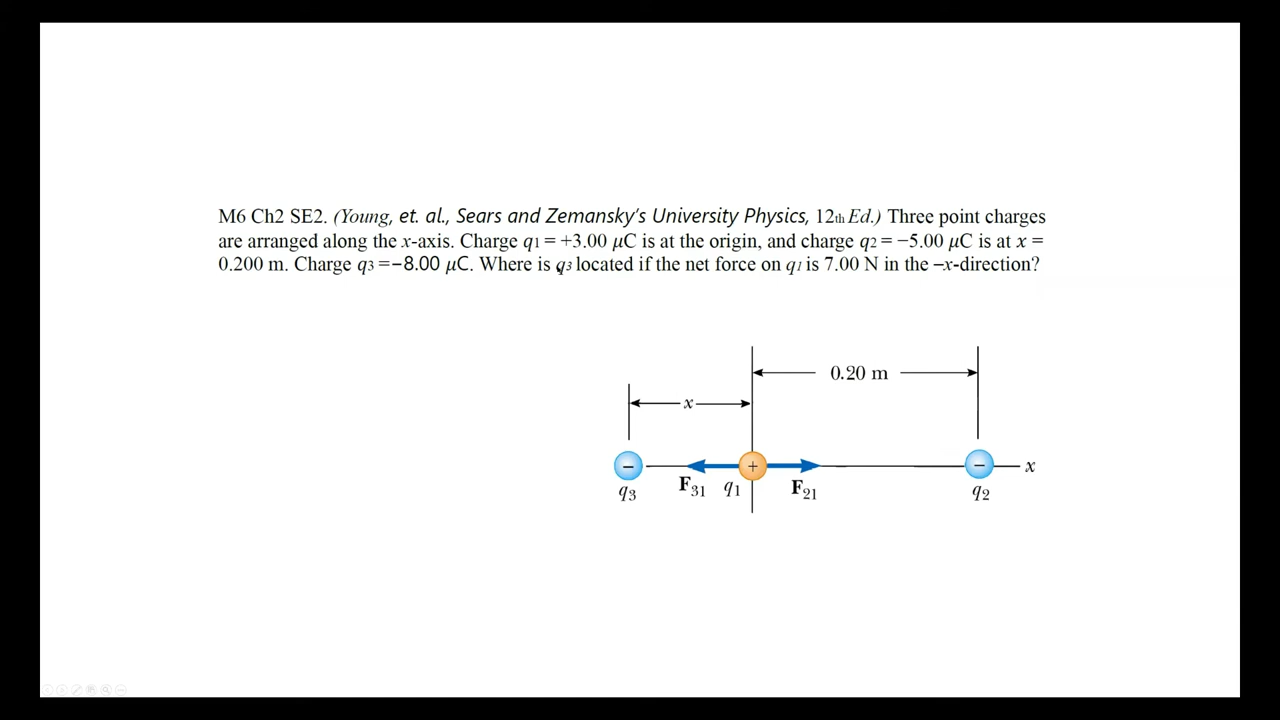 M6 Ch2 SE2. (Young, et. al., Sears and Zemansky's University Physics, 12th Ed.) Three point charges
are arranged along the x-axis. Charge q1 = +3.00 μC is at the origin, and charge q2 = −5.00 μC is at x =
0.200 m. Charge q3 =−8.00 μC. Where is q3 located if the net force on q1 is 7.00 N in the –x-direction?
0.20 m
x
− + − x
q3 F31 q1 F21 q2